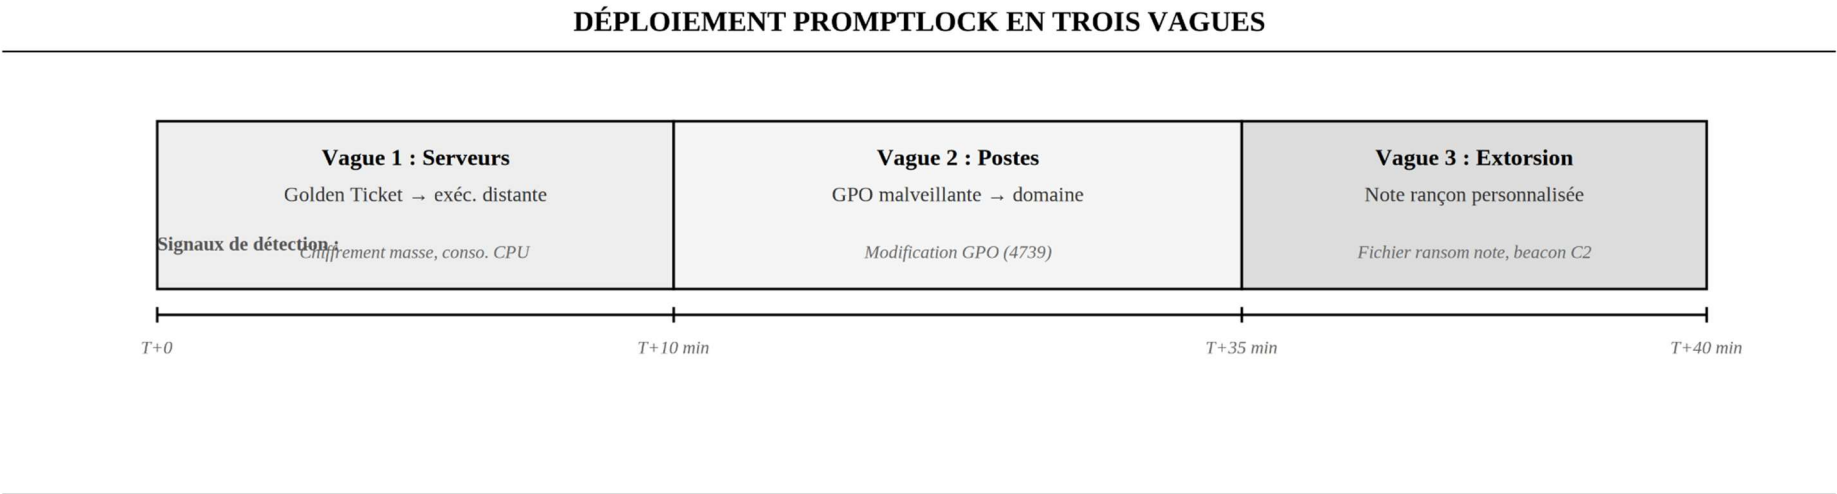 DÉPLOIEMENT PROMPTLOCK EN TROIS VAGUES
Vague 1 : Serveurs
Golden Ticket → exéc. distante
Signaux de détection :
Chiffrement masse, conso. CPU
Vague 2 : Postes
GPO malveillante → domaine
Modification GPO (4739)
Vague 3 : Extorsion
Note rançon personnalisée
Fichier ransom note, beacon C2
T+0
T+10 min
T+35 min
T+40 min